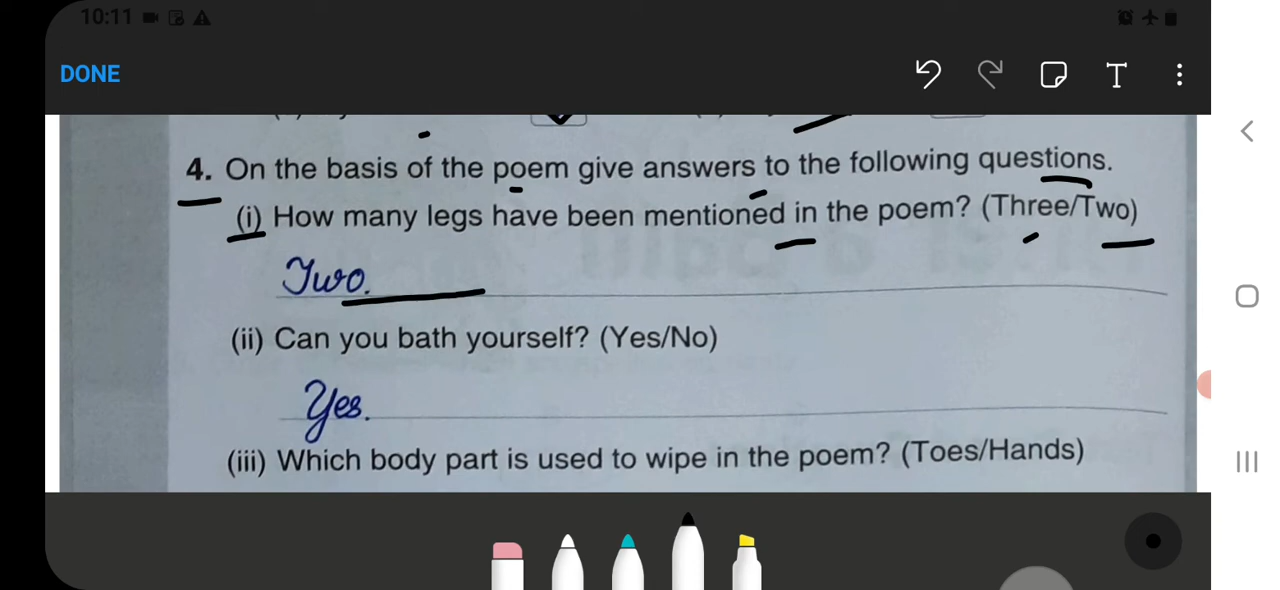 10:11
DONE
T
4. On the basis of the poem give answers to the following questions.
(i) How many legs have been mentioned in the poem? (Three/Two)
Two.
(ii) Can you bath yourself? (Yes/No)
Yes.
(iii) Which body part is used to wipe in the poem? (Toes/Hands)